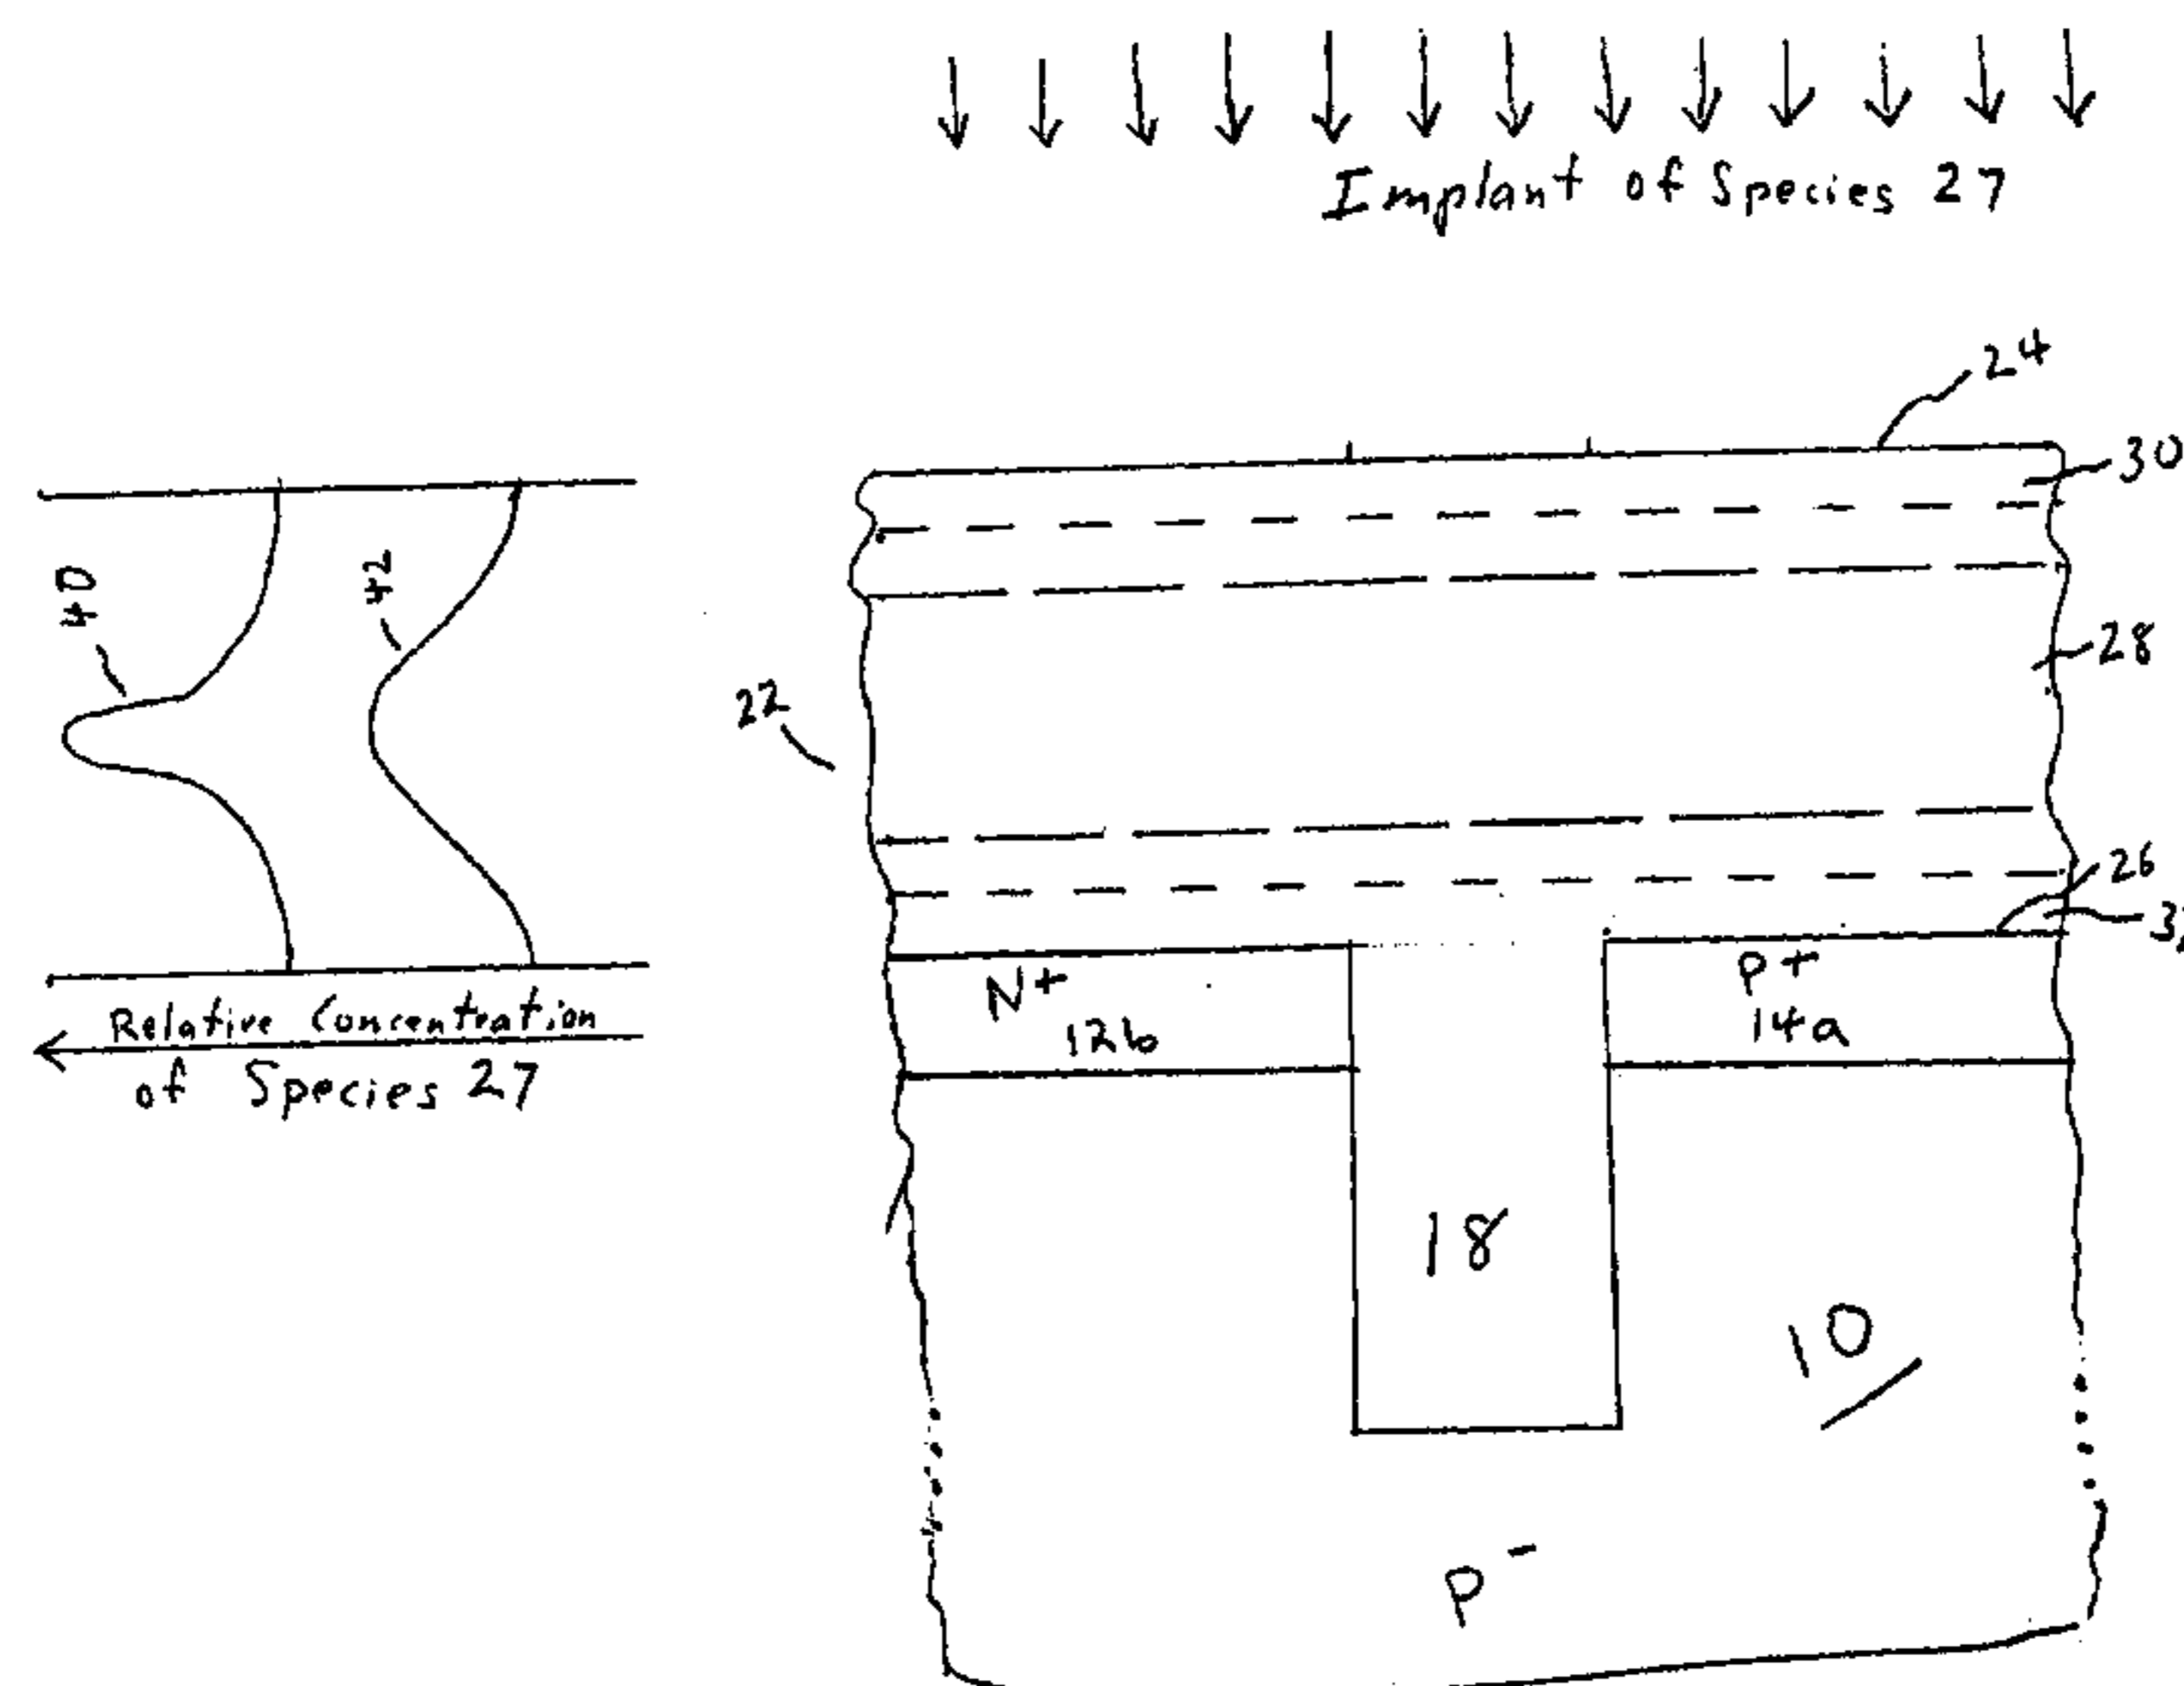 Implant of Species 27
24
30
40
42
28
22
26
N+
P+
12b
14a
Relative Concentration
of Species 27
18
10
P-